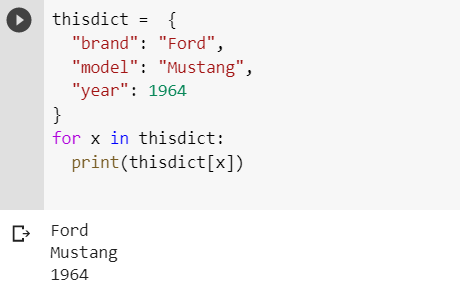 thisdict =  {
  "brand": "Ford",
  "model": "Mustang",
  "year": 1964
}
for x in thisdict:
  print(thisdict[x])
Ford
Mustang
1964